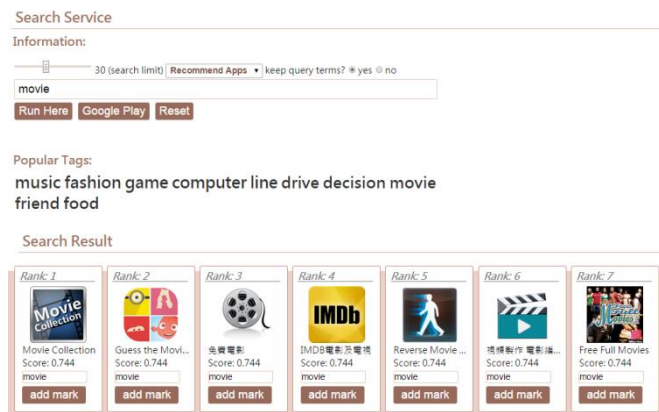 Search Service
Information:
30 (search limit) Recommend Apps keep query terms? yes no
movie
Run Here Google Play Reset
Popular Tags:
music fashion game computer line drive decision movie
friend food
Search Result
Rank: 1 Rank: 2 Rank: 3 Rank: 4 Rank: 5 Rank: 6 Rank: 7
Movie Collection IMDb Free Movies
Movie Collection Guess the Movi... 免費電影 IMDB電影及電視 Reverse Movie ... 視頻製作 電影編... Free Full Movies
Score: 0.744 Score: 0.744 Score: 0.744 Score: 0.744 Score: 0.744 Score: 0.744 Score: 0.744
movie movie movie movie movie movie movie
add mark add mark add mark add mark add mark add mark add mark